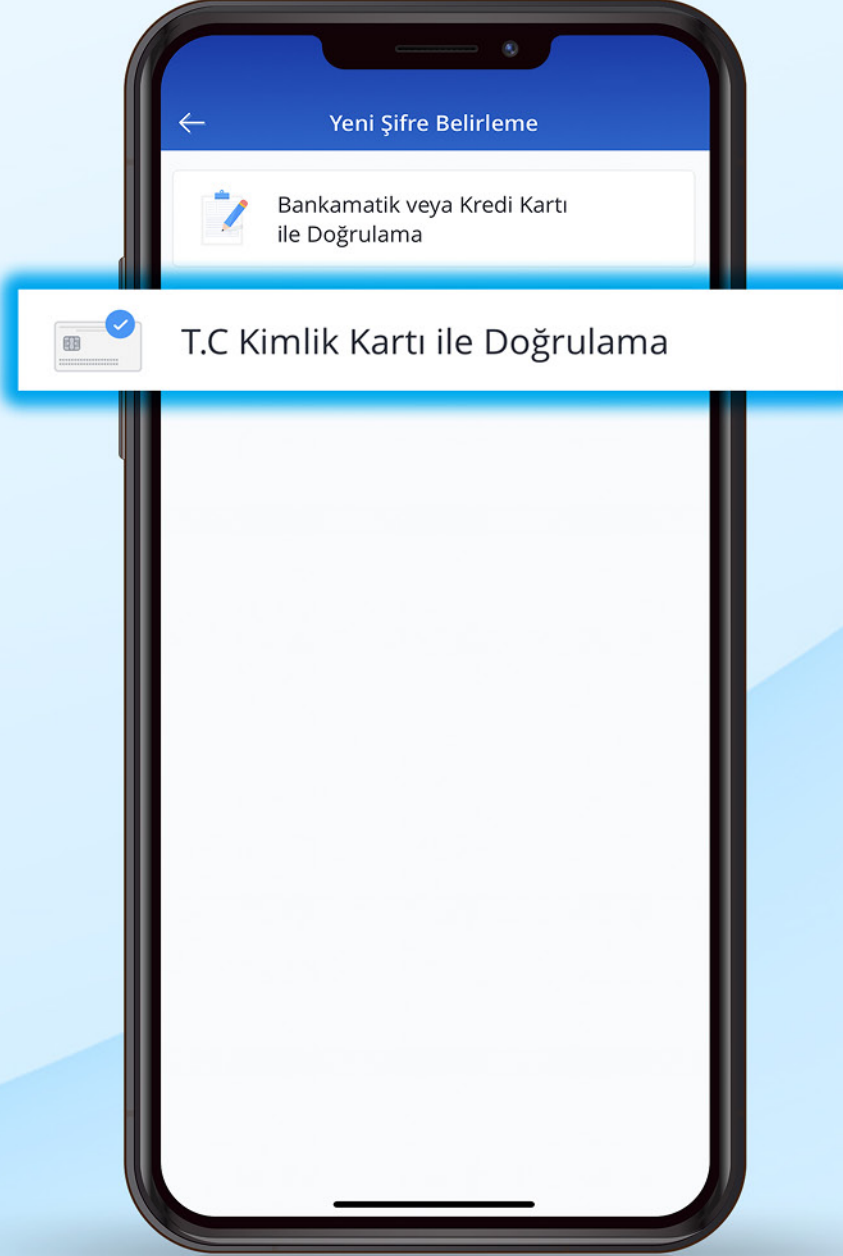 Yeni Şifre Belirleme
Bankamatik veya Kredi Kartı
ile Doğrulama
T.C Kimlik Kartı ile Doğrulama